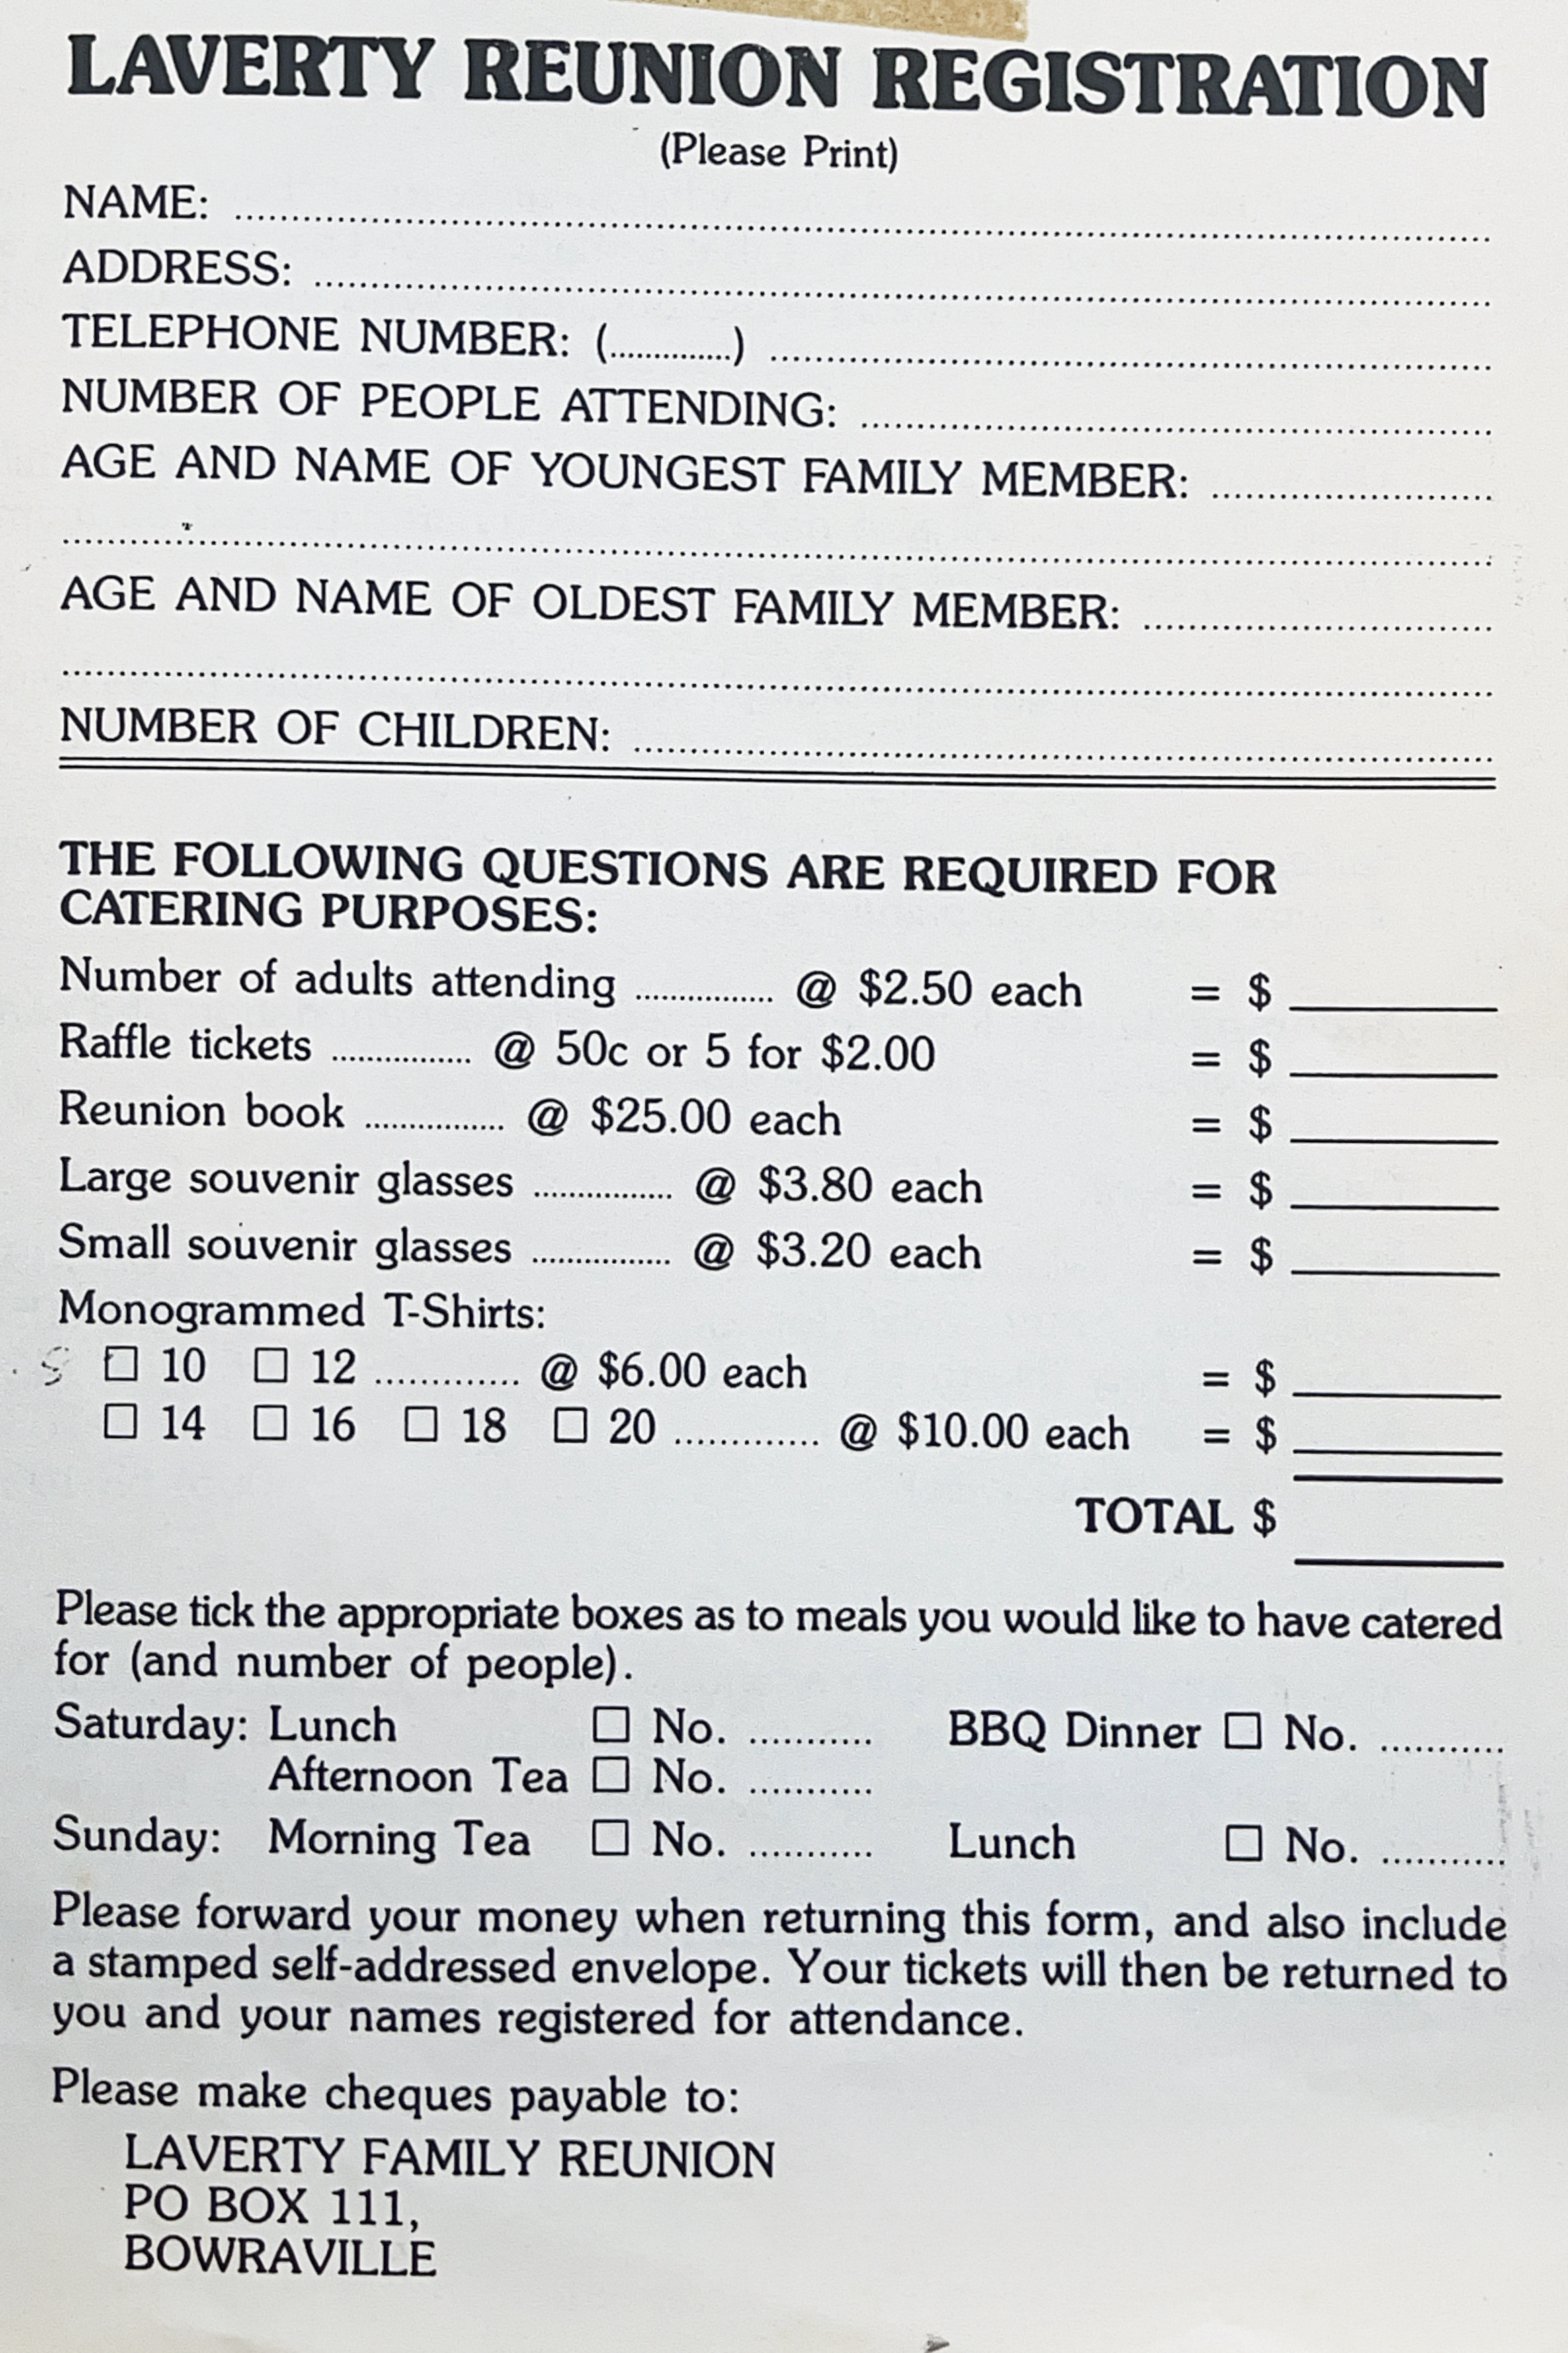 LAVERTY REUNION REGISTRATION
(Please Print)
NAME: ....................
ADDRESS: ....................
TELEPHONE NUMBER: (..............) ....................
NUMBER OF PEOPLE ATTENDING: ....................
AGE AND NAME OF YOUNGEST FAMILY MEMBER: ....................
....................
AGE AND NAME OF OLDEST FAMILY MEMBER: ....................
....................
NUMBER OF CHILDREN: ....................
THE FOLLOWING QUESTIONS ARE REQUIRED FOR
CATERING PURPOSES:
Number of adults attending ................ @ $2.50 each = $ ________
Raffle tickets ................ @ 50c or 5 for $2.00 = $ ________
Reunion book ................ @ $25.00 each = $ ________
Large souvenir glasses ................ @ $3.80 each = $ ________
Small souvenir glasses ................ @ $3.20 each = $ ________
Monogrammed T-Shirts:
☐ 10 ☐ 12 ............. @ $6.00 each = $ ________
☐ 14 ☐ 16 ☐ 18 ☐ 20 ............. @ $10.00 each = $ ________
TOTAL $ ________
Please tick the appropriate boxes as to meals you would like to have catered
for (and number of people).
Saturday: Lunch ☐ No. ........... BBQ Dinner ☐ No. ...........
Afternoon Tea ☐ No. ...........
Sunday: Morning Tea ☐ No. ........... Lunch ☐ No. ...........
Please forward your money when returning this form, and also include
a stamped self-addressed envelope. Your tickets will then be returned to
you and your names registered for attendance.
Please make cheques payable to:
LAVERTY FAMILY REUNION
PO BOX 111,
BOWRAVILLE